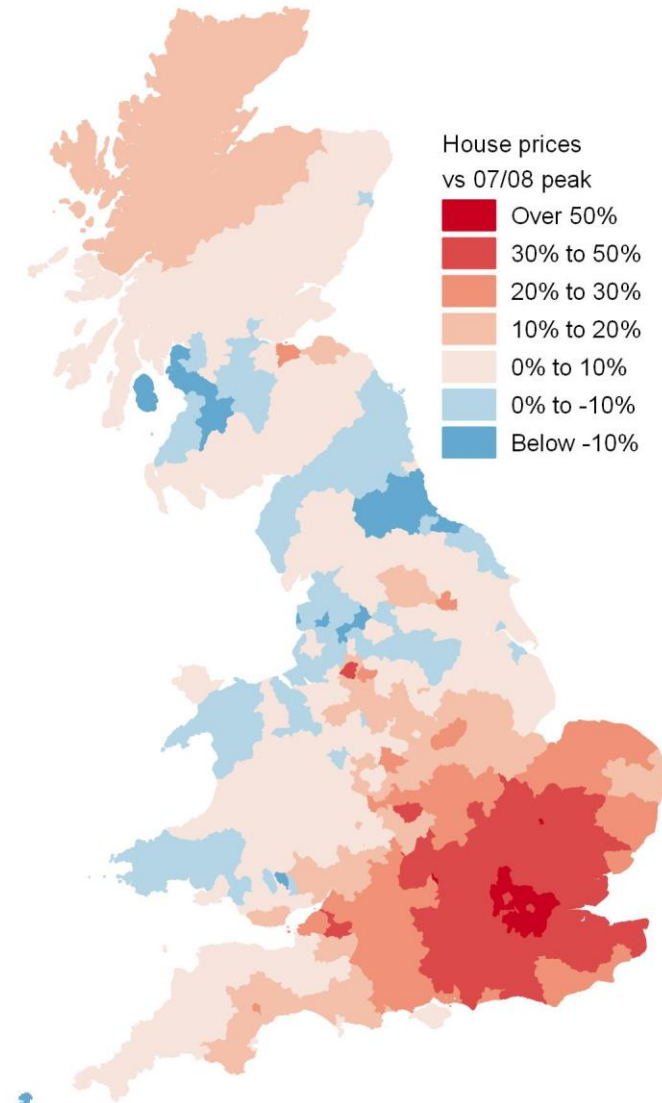 House prices
vs 07/08 peak
Over 50%
30% to 50%
20% to 30%
10% to 20%
0% to 10%
0% to -10%
Below -10%